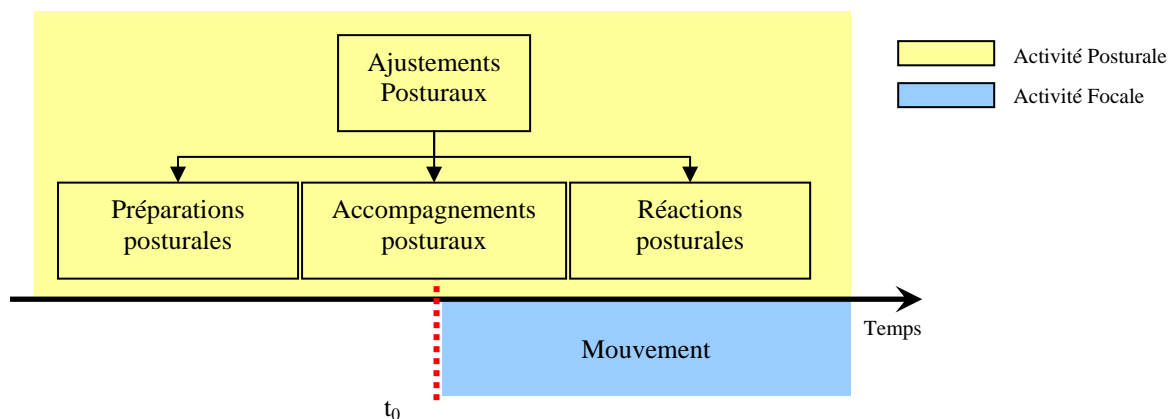 Ajustements
Posturaux
Activité Posturale
Activité Focale
Préparations
posturales
Accompagnements
posturaux
Réactions
posturales
Temps
Mouvement
t0